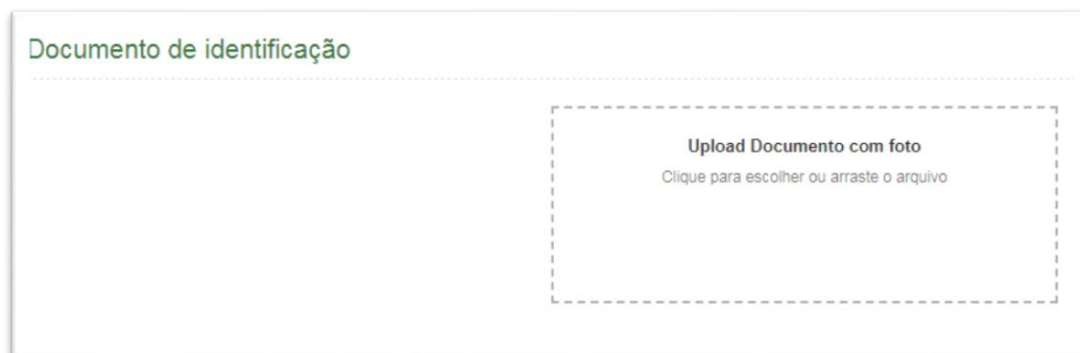 Documento de identificação
Upload Documento com foto
Clique para escolher ou arraste o arquivo